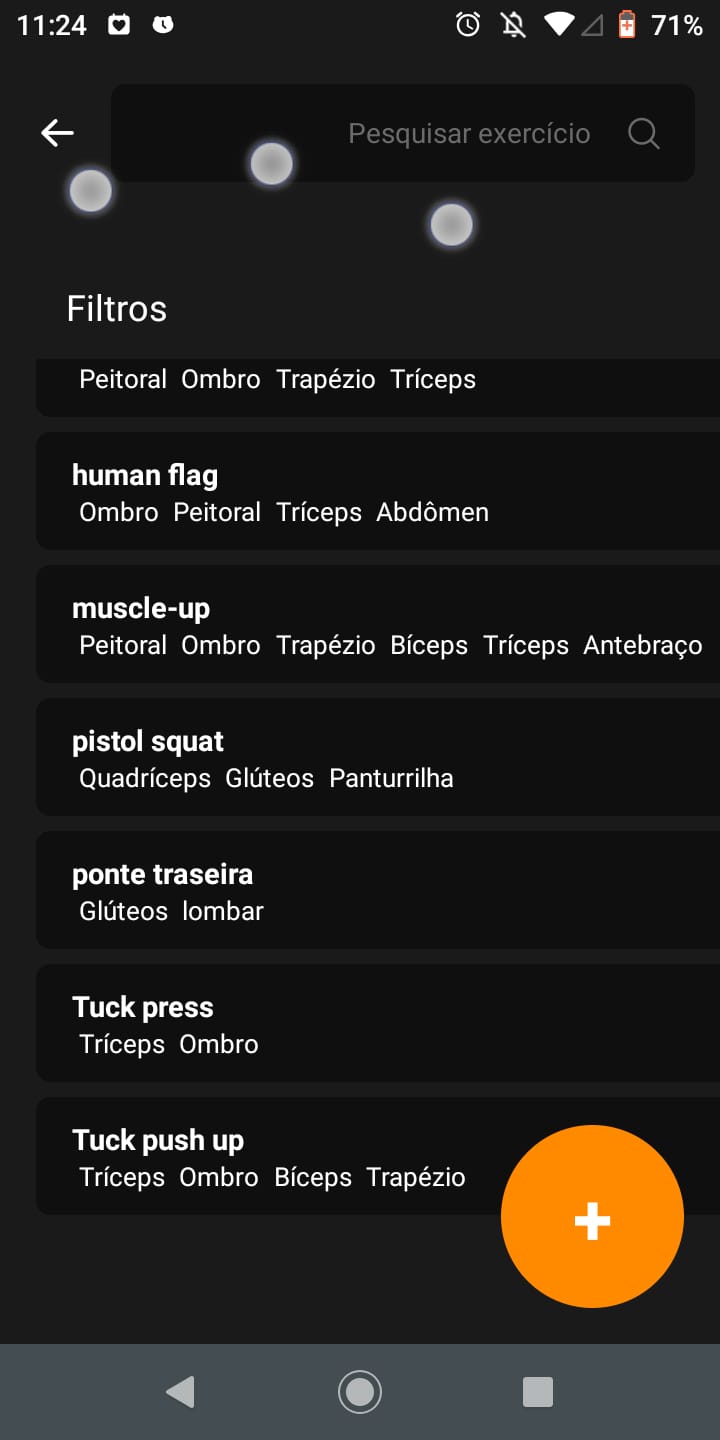 11:24 71%
Pesquisar exercício
Filtros
Peitoral Ombro Trapézio Tríceps
human flag
Ombro Peitoral Tríceps Abdômen
muscle-up
Peitoral Ombro Trapézio Bíceps Tríceps Antebraço
pistol squat
Quadríceps Glúteos Panturrilha
ponte traseira
Glúteos lombar
Tuck press
Tríceps Ombro
Tuck push up
Tríceps Ombro Bíceps Trapézio
+